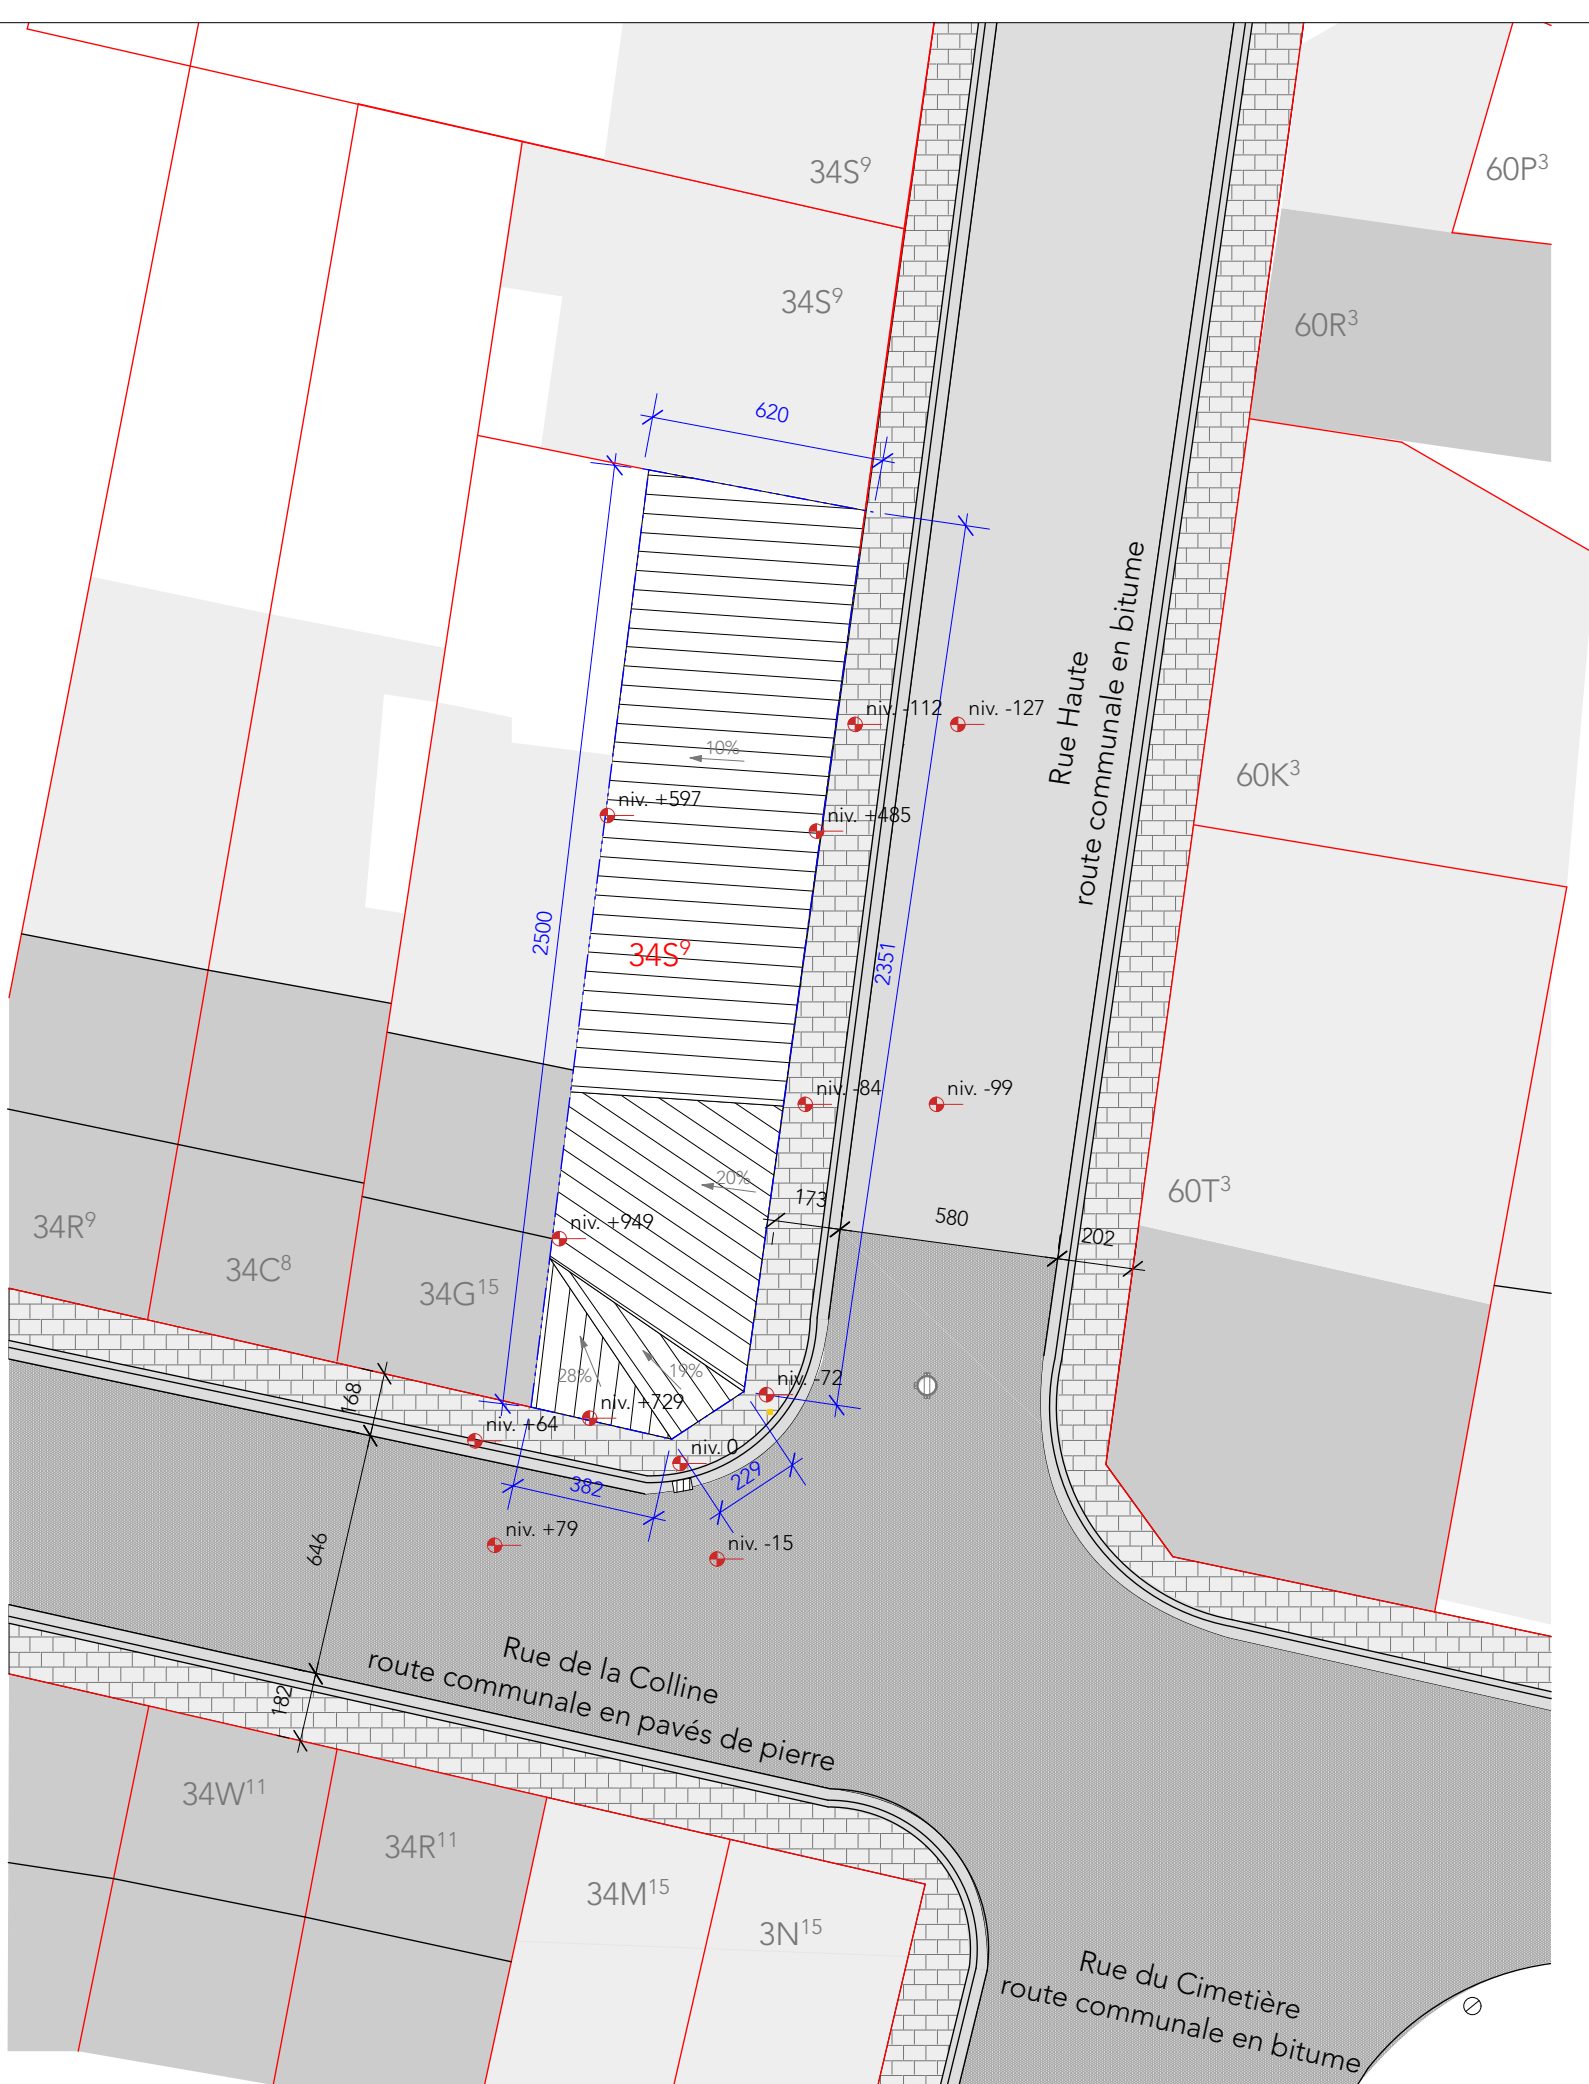 34S⁹
60P³
34S⁹
60R³
620
niv. -112
niv. -127
Rue Haute
route communale en bitume
10%
60K³
niv. +597
niv. +485
2500
34S⁹
2351
niv. -84
niv. -99
20%
173
580
202
60T³
34R⁹
niv. +949
34C⁸
34G¹⁵
28%
19%
niv. -72
168
niv. +729
niv. +64
niv. 0
382
229
niv. +79
niv. -15
646
Rue de la Colline
route communale en pavés de pierre
182
34W¹¹
34R¹¹
34M¹⁵
3N¹⁵
Rue du Cimetière
route communale en bitume